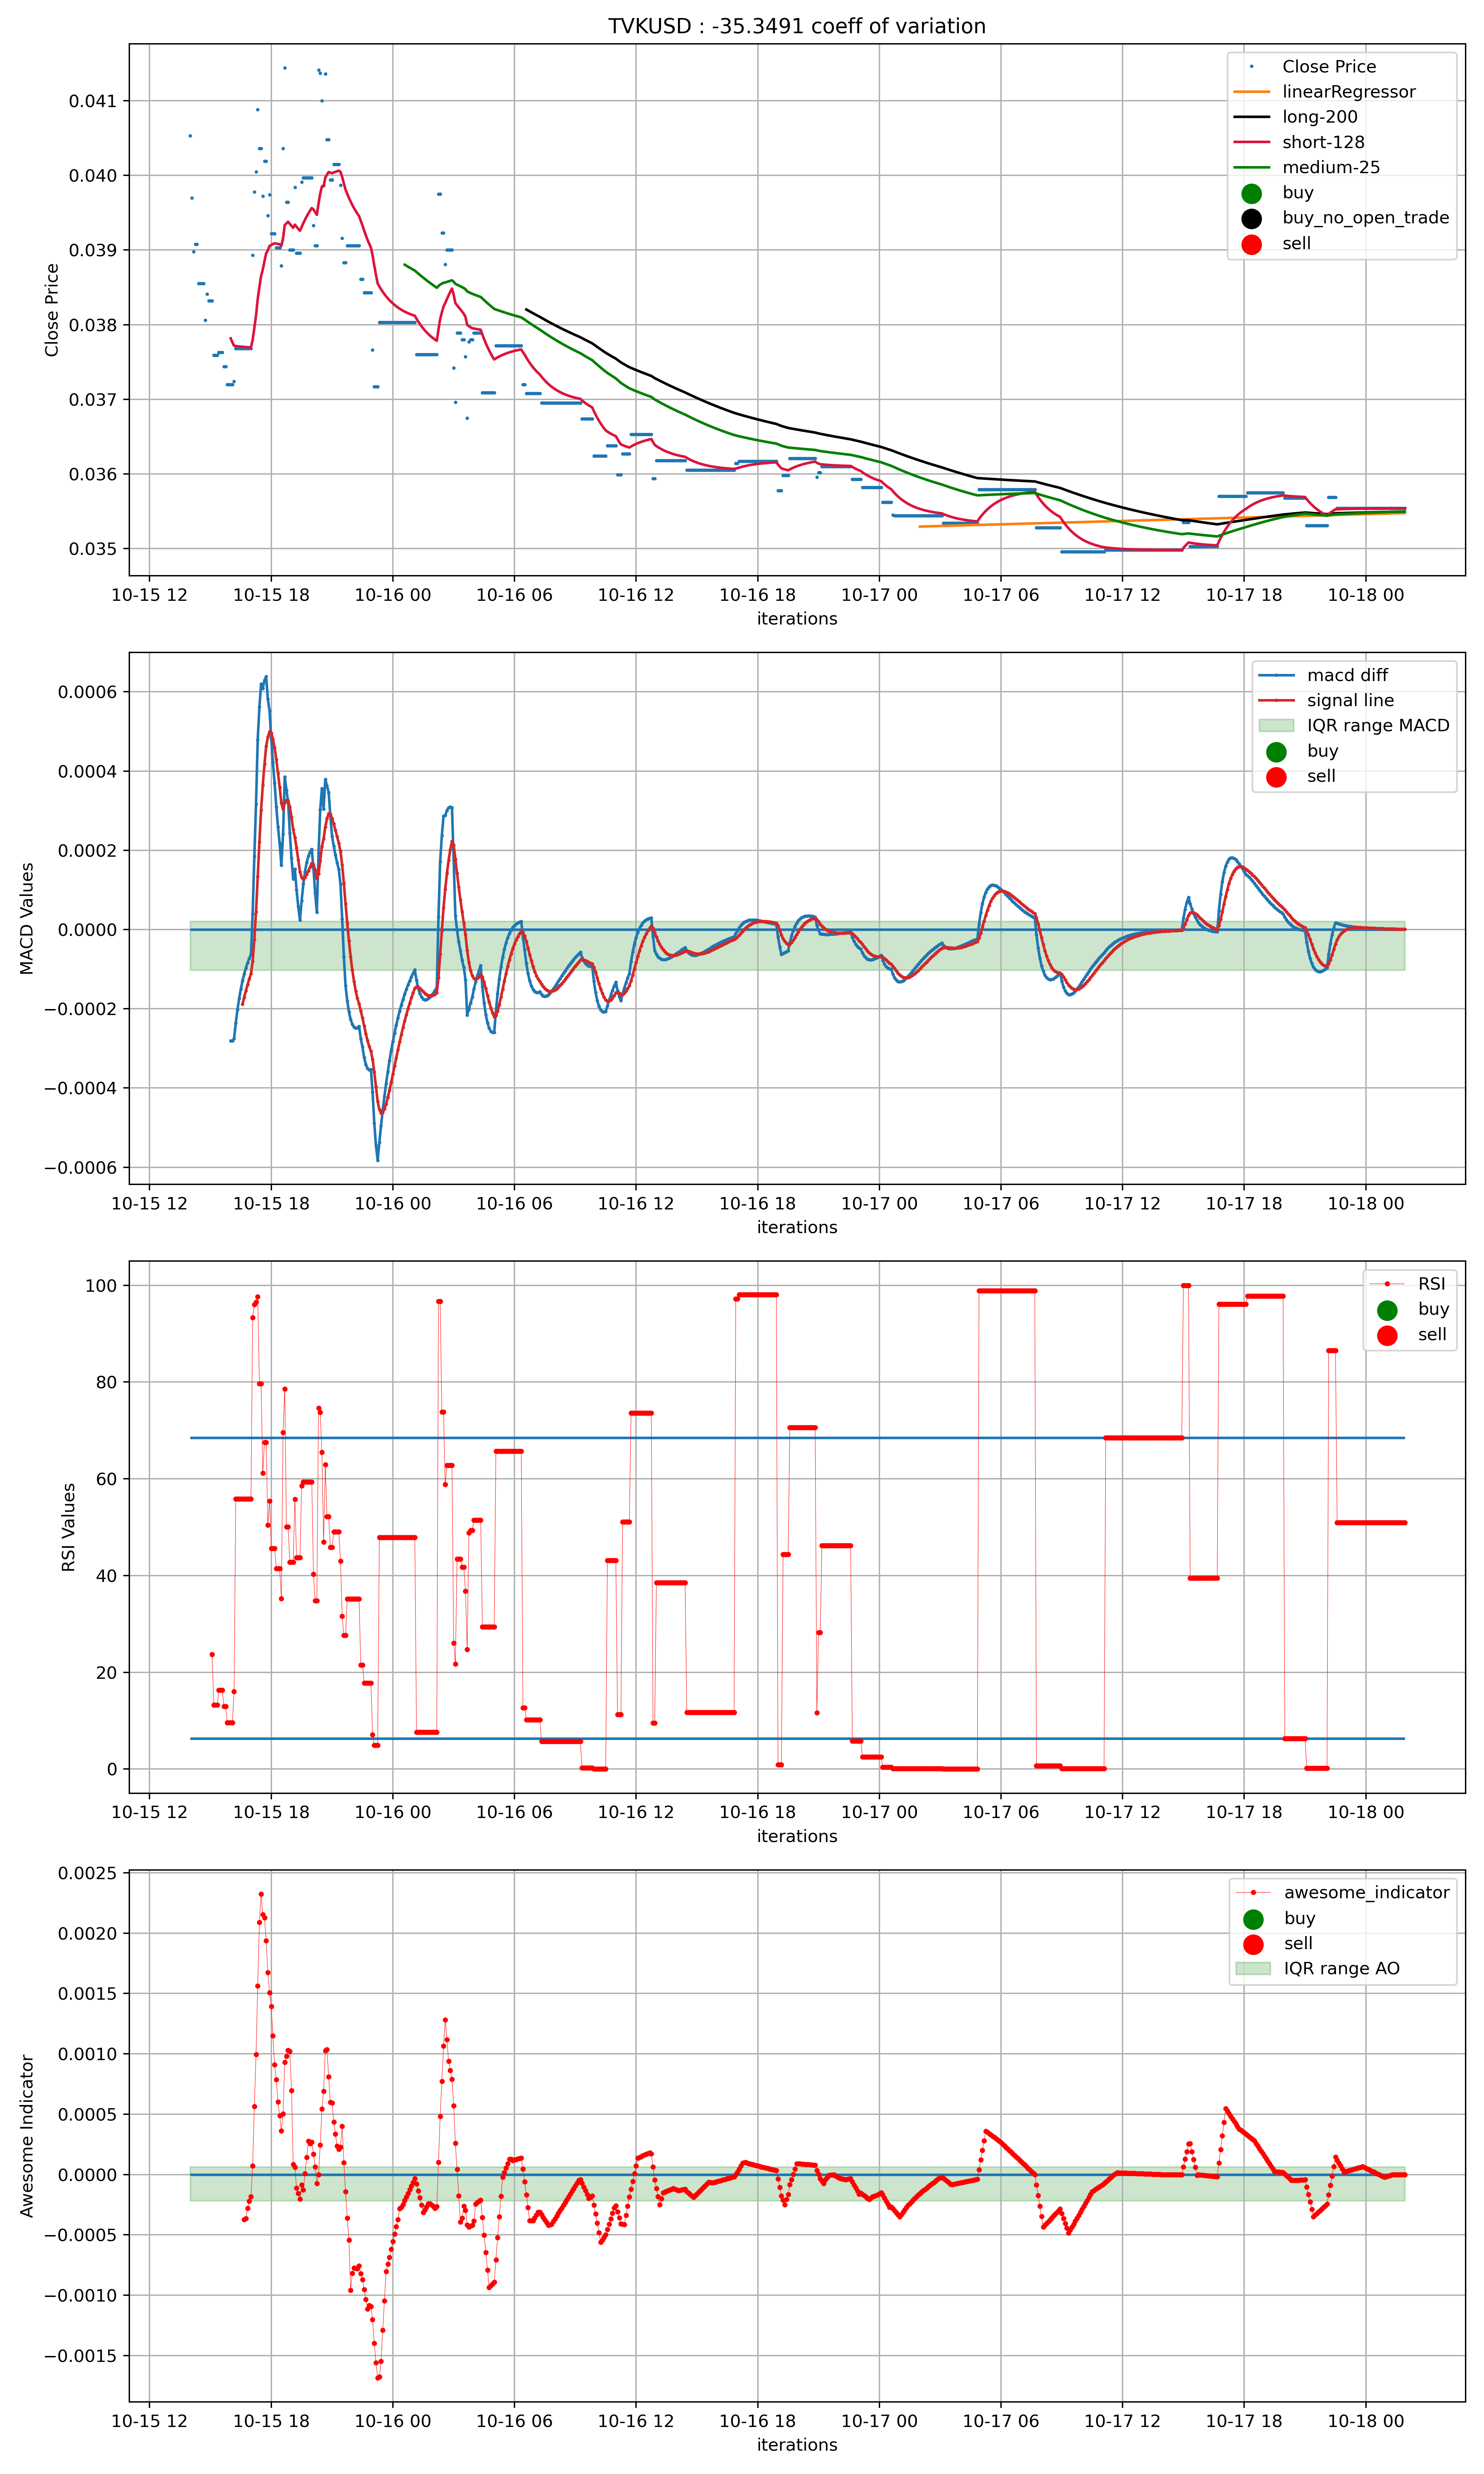 TVKUSD : -35.3491 coeff of variation
Close Price
0.041
0.040
0.039
0.038
0.037
0.036
0.035
Close Price
linearRegressor
long-200
short-128
medium-25
buy
buy_no_open_trade
sell
10-15 12 10-15 18 10-16 00 10-16 06 10-16 12 10-16 18 10-17 00 10-17 06 10-17 12 10-17 18 10-18 00
iterations
MACD Values
0.0006
0.0004
0.0002
0.0000
−0.0002
−0.0004
−0.0006
macd diff
signal line
IQR range MACD
buy
sell
10-15 12 10-15 18 10-16 00 10-16 06 10-16 12 10-16 18 10-17 00 10-17 06 10-17 12 10-17 18 10-18 00
iterations
RSI Values
100
80
60
40
20
0
RSI
buy
sell
10-15 12 10-15 18 10-16 00 10-16 06 10-16 12 10-16 18 10-17 00 10-17 06 10-17 12 10-17 18 10-18 00
iterations
Awesome Indicator
0.0025
0.0020
0.0015
0.0010
0.0005
0.0000
−0.0005
−0.0010
−0.0015
awesome_indicator
buy
sell
IQR range AO
10-15 12 10-15 18 10-16 00 10-16 06 10-16 12 10-16 18 10-17 00 10-17 06 10-17 12 10-17 18 10-18 00
iterations